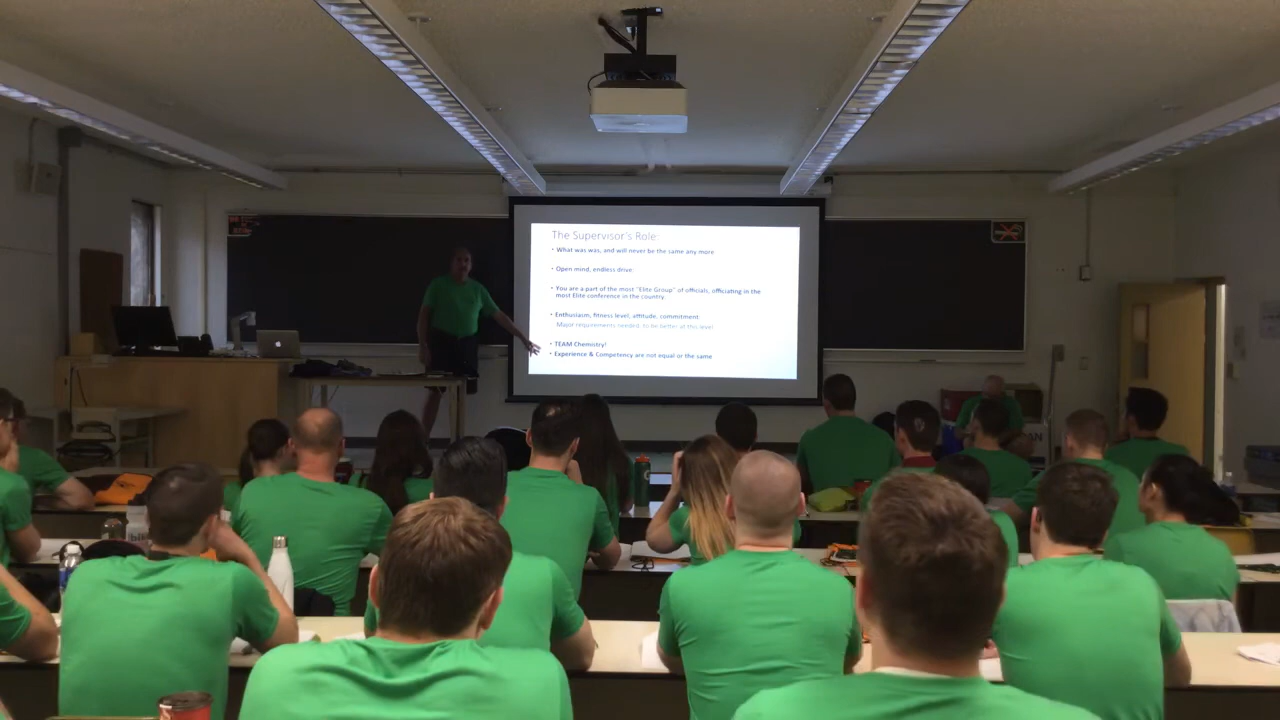 The Supervisor's Role:
• What was was, and will never be the same any more
• Open mind, endless drive.
• You are a part of the most "Elite Group" of officials, officiating in the
most Elite conference in the country.
• Enthusiasm, fitness level, attitude, commitment
Major requirements needed, to be better at this level
• TEAM Chemistry!
• Experience & Competency are not equal or the same